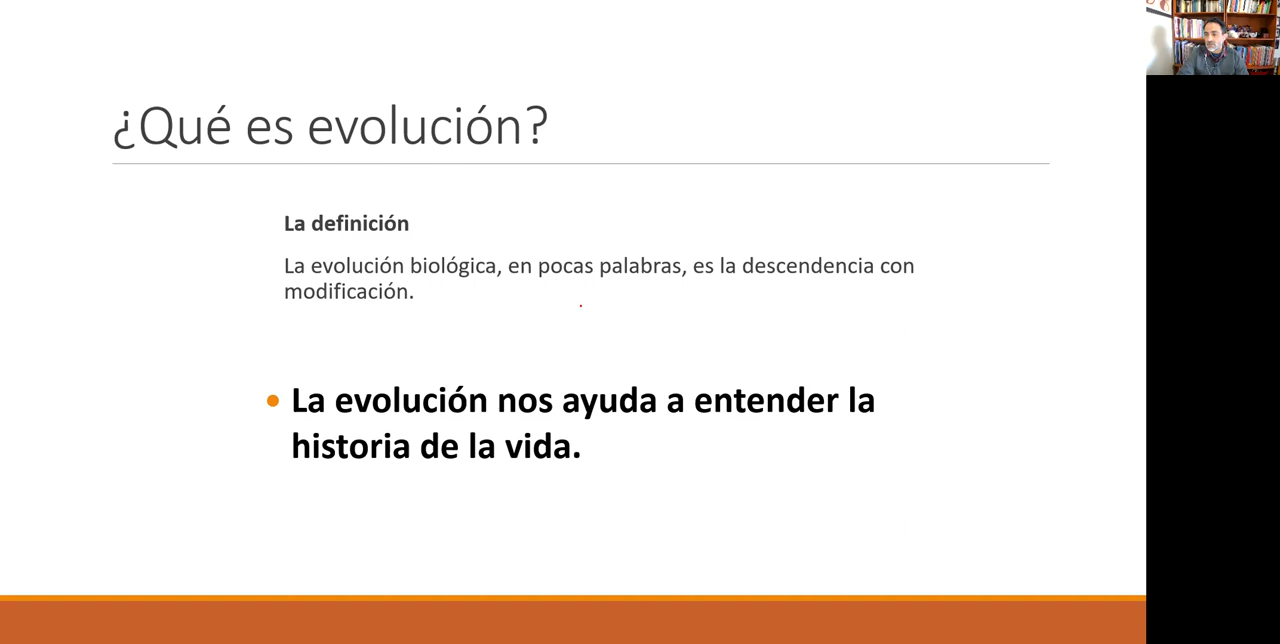 ¿Qué es evolución?
La definición
La evolución biológica, en pocas palabras, es la descendencia con
modificación.
La evolución nos ayuda a entender la
historia de la vida.